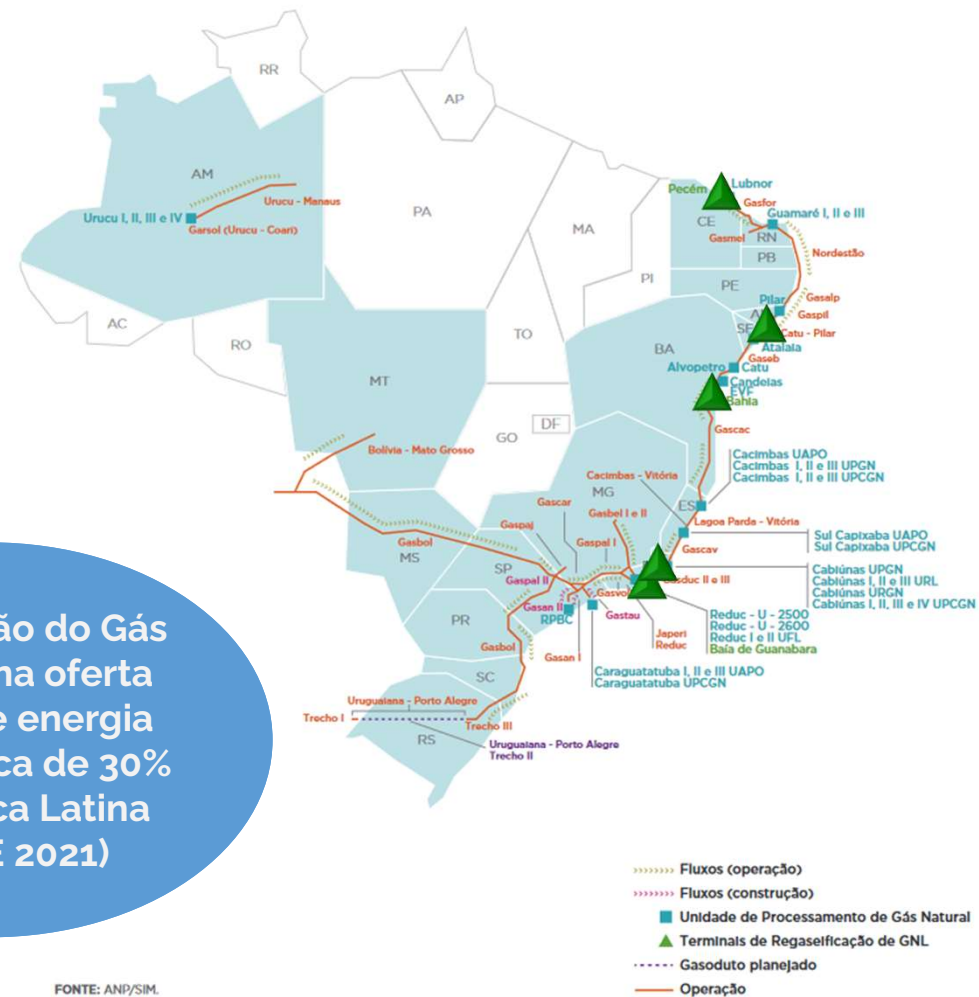 RR
AP
AM
Urucu - Manaus
Urucu I, II, III e IV
Garsol (Urucu - Coari)
PA
MA
Pecém
Lubnor
Gasfor
Guamaré I, II e III
CE
Gasmel
RN
PB
Nordestão
PI
PE
Pilar
Gasalp
Gaspil
Catu - Pilar
SE
Atalaia
Gaseb
AC
RO
TO
BA
Alvopetro
Catu
Candeias
EVF
Bahia
MT
DF
GO
Gascac
Bolívia - Mato Grosso
Cacimbas UAPO
Cacimbas I, II e III UPGN
Cacimbas I, II e III UPCGN
Cacimbas - Vitória
MG
Gascar
Gasbel I e II
ES
Lagoa Parda - Vitória
Gaspaj
Gaspal I
Gascav
Sul Capixaba UAPO
Sul Capixaba UPCGN
Gasbol
MS
SP
Gaspal II
Gasduc II e III
Cabiúnas UPGN
Cabiúnas I, II e III URL
Cabiúnas URGN
Cabiúnas I, II, III e IV UPCGN
Gasan II
RPBC
Gastau
PR
Reduc - U - 2500
Reduc - U - 2600
Reduc I e II UFL
Baía de Guanabara
Japeri
Reduc
Gasbol
Gasan I
Caraguatatuba I, II e III UAPO
Caraguatatuba UPCGN
SC
Uruguaiana - Porto Alegre
Trecho I
Trecho III
RS
Uruguaiana - Porto Alegre
Trecho II
ão do Gás
na oferta
e energia
ca de 30%
ca Latina
E 2021)
Fluxos (operação)
Fluxos (construção)
Unidade de Processamento de Gás Natural
Terminais de Regaseificação de GNL
Gasoduto planejado
Operação
FONTE: ANP/SIM.